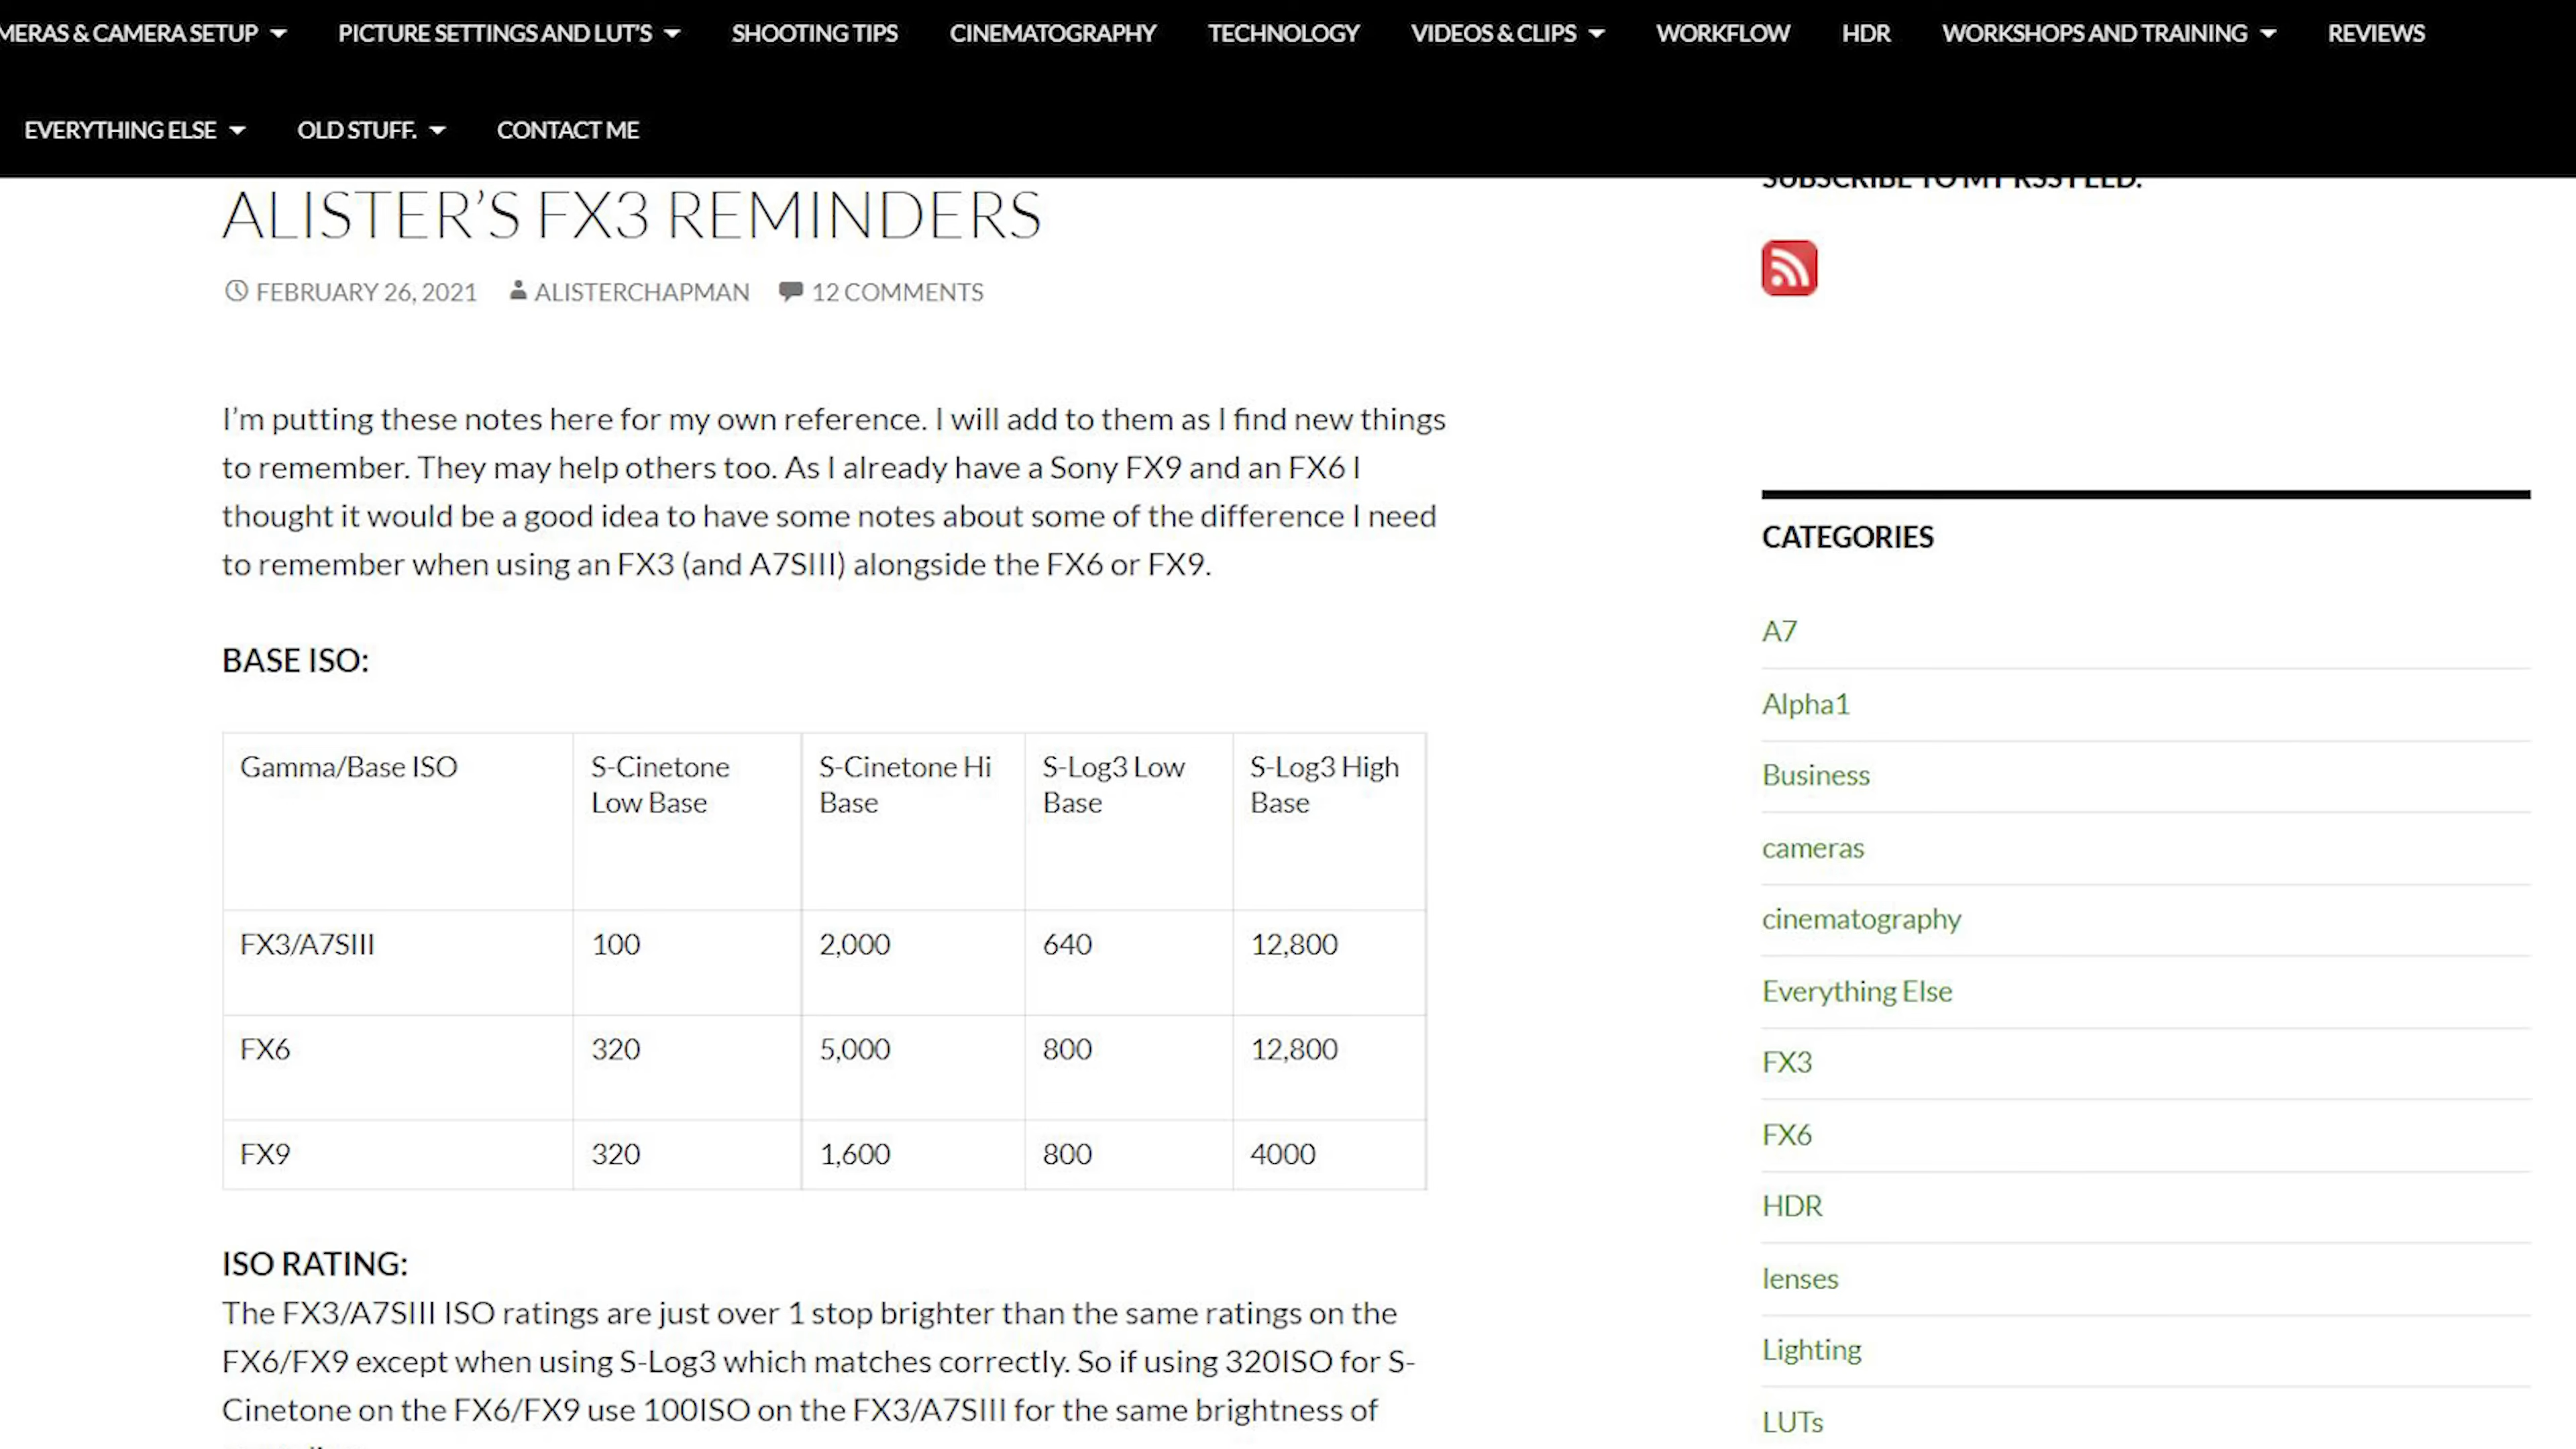 MERAS & CAMERA SETUP
PICTURE SETTINGS AND LUT'S
SHOOTING TIPS
CINEMATOGRAPHY
TECHNOLOGY
VIDEOS & CLIPS
WORKFLOW
HDR
WORKSHOPS AND TRAINING
REVIEWS
EVERYTHING ELSE
OLD STUFF.
CONTACT ME
ALISTER'S FX3 REMINDERS
FEBRUARY 26, 2021
ALISTERCHAPMAN
12 COMMENTS
I'm putting these notes here for my own reference. I will add to them as I find new things
to remember. They may help others too. As I already have a Sony FX9 and an FX6 I
thought it would be a good idea to have some notes about some of the difference I need
to remember when using an FX3 (and A7SIII) alongside the FX6 or FX9.
BASE ISO:
Gamma/Base ISO
S-Cinetone
Low Base
S-Cinetone Hi
Base
S-Log3 Low
Base
S-Log3 High
Base
FX3/A7SIII
100
2,000
640
12,800
FX6
320
5,000
800
12,800
FX9
320
1,600
800
4000
ISO RATING:
The FX3/A7SIII ISO ratings are just over 1 stop brighter than the same ratings on the
FX6/FX9 except when using S-Log3 which matches correctly. So if using 320ISO for S-
Cinetone on the FX6/FX9 use 100ISO on the FX3/A7SIII for the same brightness of
SUBSCRIBE TO MY RSS FEED.
CATEGORIES
A7
Alpha1
Business
cameras
cinematography
Everything Else
FX3
FX6
HDR
lenses
Lighting
LUTs